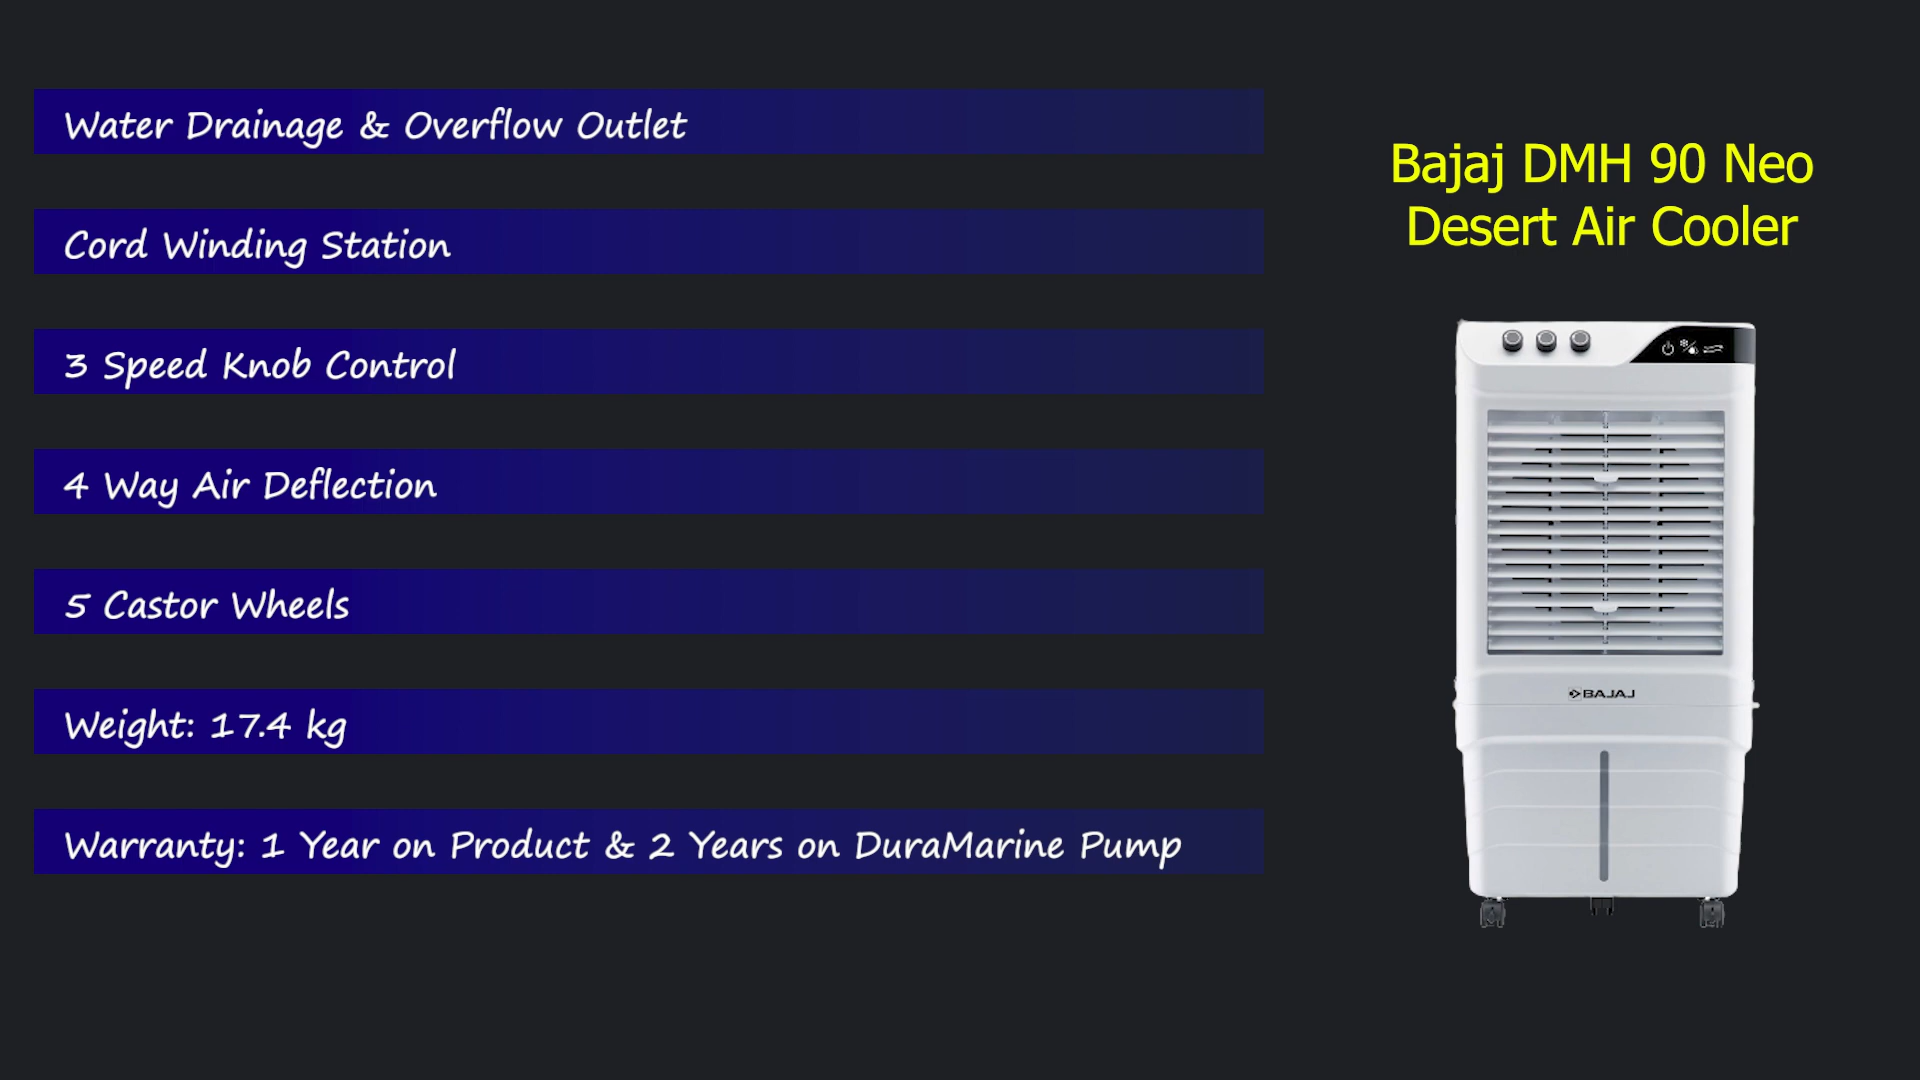 Water Drainage & Overflow Outlet
Cord Winding Station
3 Speed Knob Control
4 Way Air Deflection
5 Castor Wheels
Weight: 17.4 kg
Warranty: 1 Year on Product & 2 Years on DuraMarine Pump
Bajaj DMH 90 Neo
Desert Air Cooler
BAJAJ